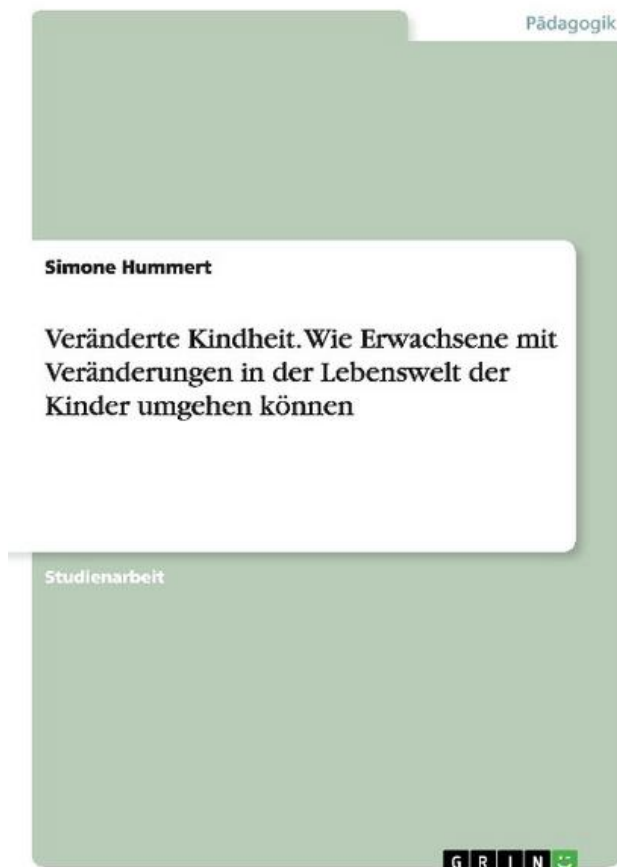 Pädagogik
Simone Hummert
Veränderte Kindheit. Wie Erwachsene mit
Veränderungen in der Lebenswelt der
Kinder umgehen können
Studienarbeit
GRIN